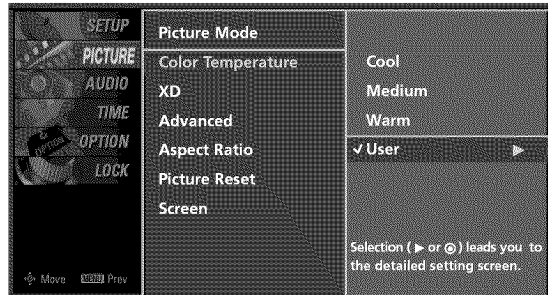 SETUP
PICTURE
AUDIO
TIME
OPTION
LOCK
Move MENU Prev
Picture Mode
Color Temperature
XD
Advanced
Aspect Ratio
Picture Reset
Screen
Cool
Medium
Warm
✓ User ▶
Selection ( ▶ or ◉ ) leads you to
the detailed setting screen.